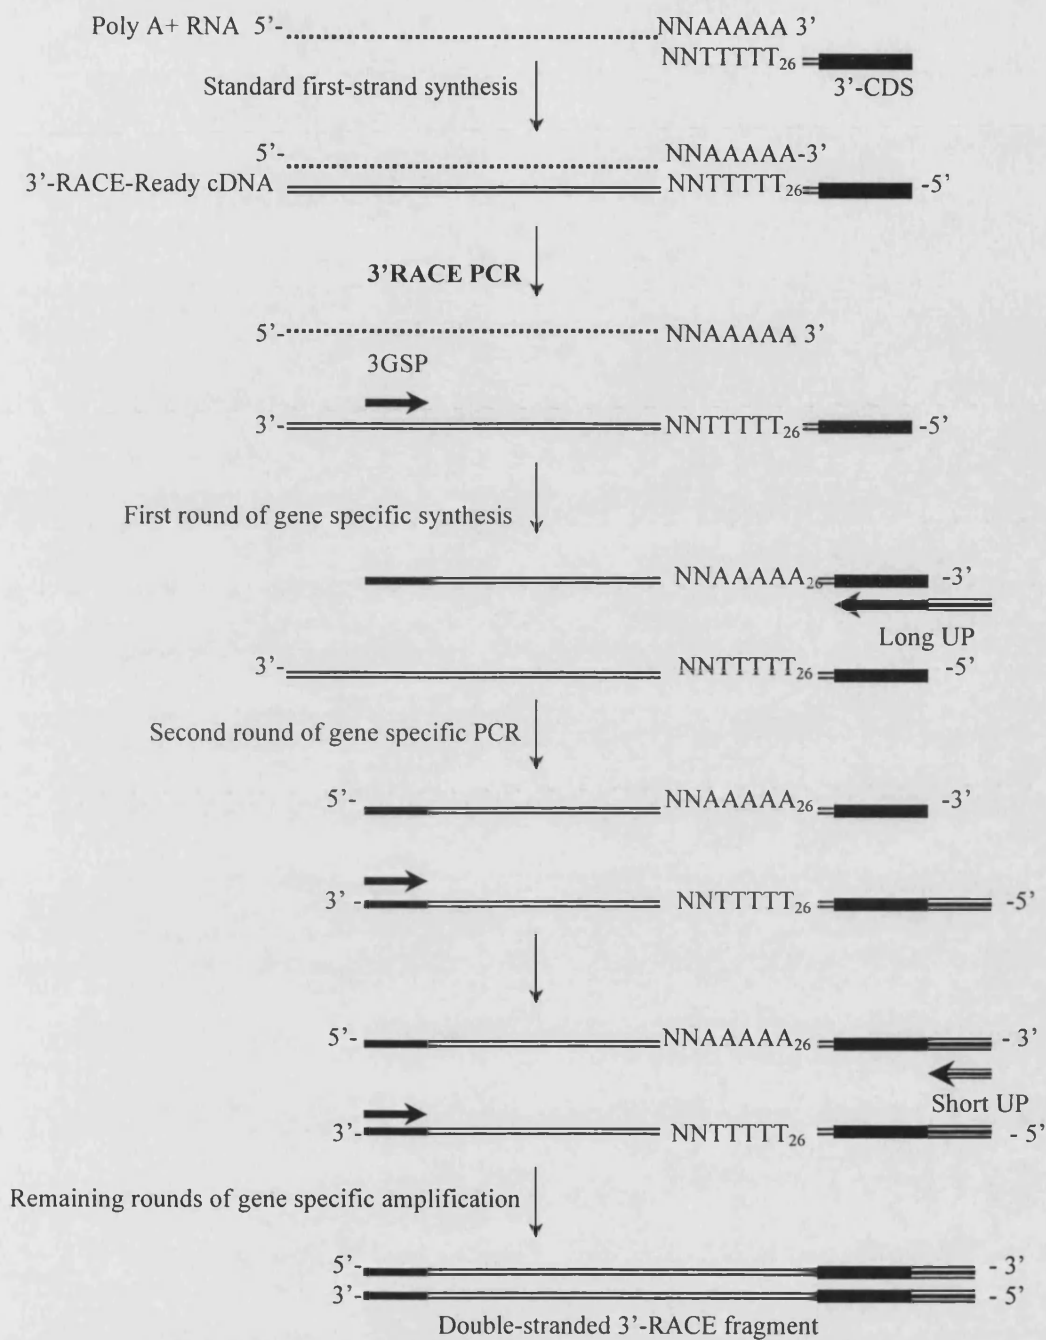 Poly A+ RNA 5’- NNAAAAA 3’
NNTTTTT26
3’-CDS
Standard first-strand synthesis
5’- NNAAAAA-3’
3’-RACE-Ready cDNA NNTTTTT26 -5’
3’RACE PCR
5’- NNAAAAA 3’
3GSP
3’- NNTTTTT26 -5’
First round of gene specific synthesis
NNAAAAA26 -3’
Long UP
3’- NNTTTTT26 -5’
Second round of gene specific PCR
5’- NNAAAAA26 -3’
3’ - NNTTTTT26 -5’
5’- NNAAAAA26 - 3’
Short UP
3’- NNTTTTT26 - 5’
Remaining rounds of gene specific amplification
5’- - 3’
3’- - 5’
Double-stranded 3’-RACE fragment